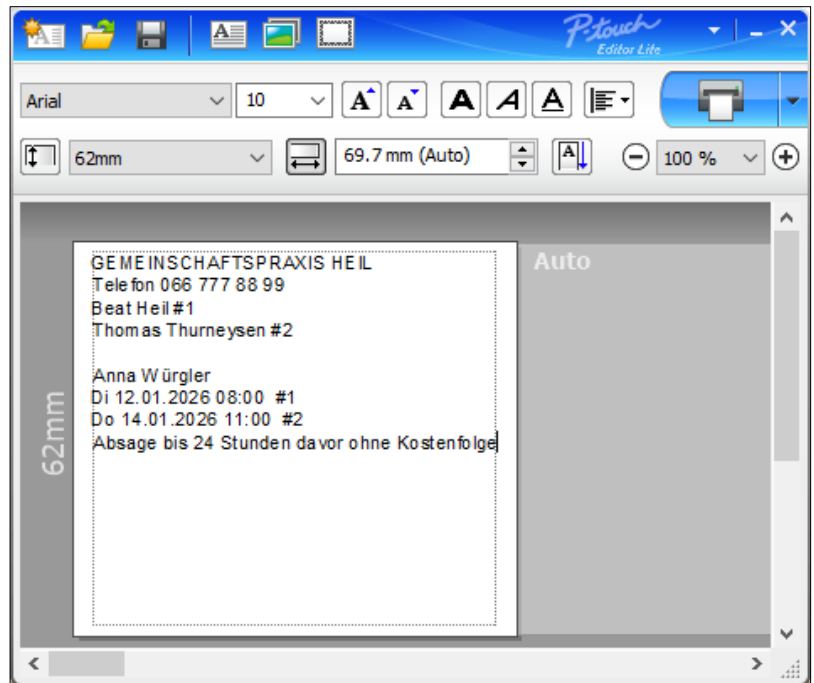 P-touch
Editor Lite
Arial
10
A A A A A
62mm
69.7 mm (Auto)
A
100 %
Auto
GEMEINSCHAFTSPRAXIS HEIL
Telefon 066 777 88 99
Beat Heil #1
Thomas Thurneysen #2
Anna Würgler
Di 12.01.2026 08:00 #1
Do 14.01.2026 11:00 #2
Absage bis 24 Stunden davor ohne Kostenfolge
62mm